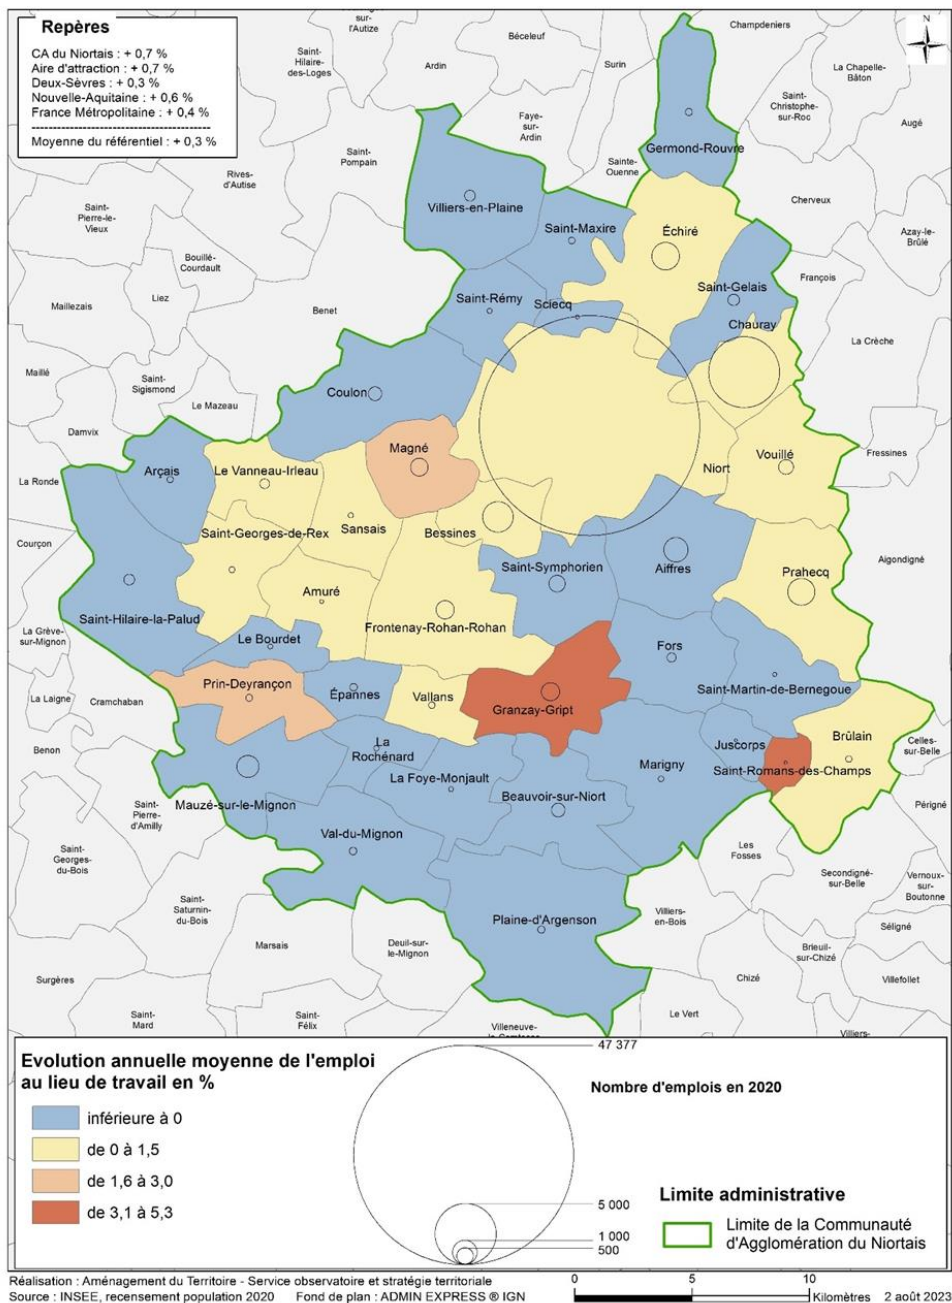 Repères
CA du Niortais : + 0,7 %
Aire d'attraction : + 0,7 %
Deux-Sèvres : + 0,3 %
Nouvelle-Aquitaine : + 0,6 %
France Métropolitaine : + 0,4 %
Moyenne du référentiel : + 0,3 %
sur-
l'Autize
Saint-
Hilaire-
des-Loges
Ardin
Béceleuf
Surin
Champdeniers
N
La Chapelle-
Bâton
Saint-
Christophe-
sur-Roc
Augé
Faye-
sur-
Ardin
Germond-Rouvre
Saint-
Pompain
Sainte-
Ouenne
Rives-
d'Autise
Cherveux
Saint-
Pierre-le-
Vieux
Villiers-en-Plaine
Saint-Maxire
Échiré
Azay-le-
Brûlé
Bouillé-
Courdault
François
Maillezais
Liez
Benet
Saint-Rémy
Sciecq
Saint-Gelais
Chauray
La Crèche
Maillé
Saint-
Sigismond
Le Mazeau
Coulon
Damvix
Magné
Niort
Vouillé
Fressines
La Ronde
Arçais
Le Vanneau-Irleau
Sansais
Bessines
Courçon
Saint-Georges-de-Rex
Saint-Symphorien
Aiffres
Aigondigné
Prahecq
Amuré
Saint-Hilaire-la-Palud
Frontenay-Rohan-Rohan
La Grève-
sur-Mignon
Le Bourdet
Fors
La Laigne
Cramchaban
Prin-Deyrançon
Épannes
Vallans
Granzay-Gript
Saint-Martin-de-Bernegoue
Benon
La
Rochénard
Juscorps
Brûlain
Celles-
sur-Belle
La Foye-Monjault
Marigny
Saint-Romans-des-Champs
Mauzé-sur-le-Mignon
Beauvoir-sur-Niort
Saint-
Pierre-
d'Amilly
Périgné
Val-du-Mignon
Les
Fosses
Saint-
Georges-
du-Bois
Secondigné-
sur-Belle
Vernoux-
sur-
Boutonne
Saint-
Saturnin-
du-Bois
Plaine-d'Argenson
Villiers-
en-Bois
Séligné
Marsais
Deuil-sur-
le-Mignon
Brieuil-
sur-Chizé
Surgères
Chizé
Villefollet
Saint-
Mard
Saint-
Félix
Villeneuve-
Le Vert
Villiers-
Evolution annuelle moyenne de l'emploi
au lieu de travail en %
inférieure à 0
de 0 à 1,5
de 1,6 à 3,0
de 3,1 à 5,3
47 377
Nombre d'emplois en 2020
5 000
1 000
500
Limite administrative
Limite de la Communauté
d'Agglomération du Niortais
Réalisation : Aménagement du Territoire - Service observatoire et stratégie territoriale
Source : INSEE, recensement population 2020 Fond de plan : ADMIN EXPRESS ® IGN
0 5 10
Kilomètres 2 août 2023